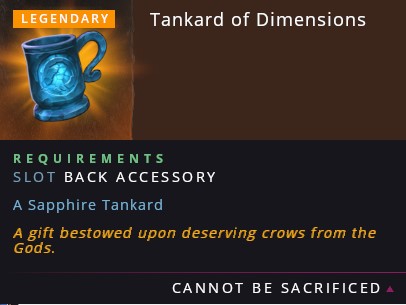 LEGENDARY
Tankard of Dimensions
REQUIREMENTS
SLOT BACK ACCESSORY
A Sapphire Tankard
A gift bestowed upon deserving crows from the
Gods.
CANNOT BE SACRIFICED